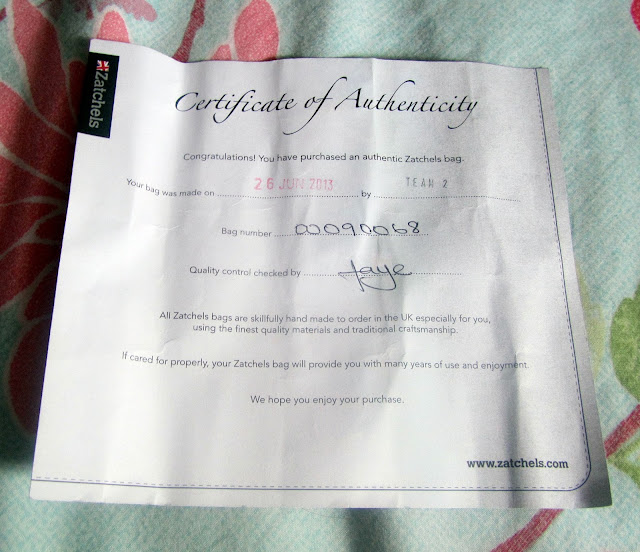 Zatchels
Certificate of Authenticity
Congratulations! You have purchased an authentic Zatchels bag.
Your bag was made on 26 JUN 2013 by TEAM 2
Bag number 00090068
Quality control checked by Jaye
All Zatchels bags are skillfully hand made to order in the UK especially for you,
using the finest quality materials and traditional craftsmanship.
If cared for properly, your Zatchels bag will provide you with many years of use and enjoyment.
We hope you enjoy your purchase.
www.zatchels.com